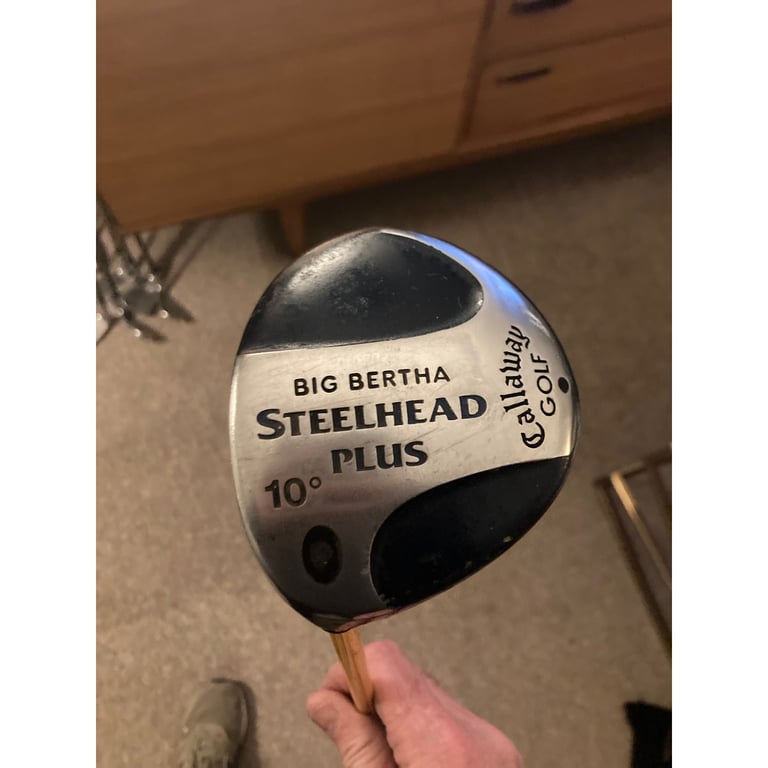 BIG BERTHA
STEELHEAD
PLUS
10°
Callaway
GOLF